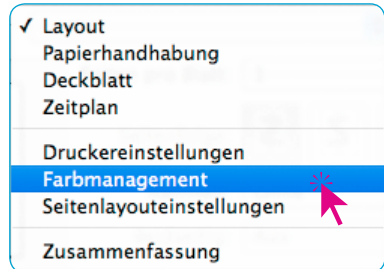 ✓ Layout
Papierhandhabung
Deckblatt
Zeitplan
Druckereinstellungen
Farbmanagement
Seitenlayouteinstellungen
Zusammenfassung